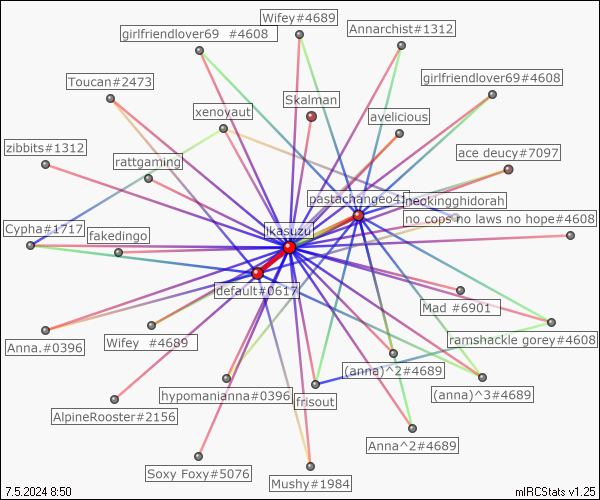 Wifey#4689
girlfriendlover69 #4608
Annarchist#1312
Toucan#2473
girlfriendlover69#4608
Skalman
xenoyaut
avelicious
zibbits#1312
rattgaming
ace deucy#7097
pastachangeo41
neokingghidorah
Cypha#1717
fakedingo
ikasuzu
no cops no laws no hope#4608
default#0617
Mad #6901
Anna.#0396
Wifey #4689
ramshackle gorey#4608
(anna)^2#4689
hypomanianna#0396
frisout
(anna)^3#4689
AlpineRooster#2156
Anna^2#4689
Soxy Foxy#5076
Mushy#1984
7.5.2024 8:50
mIRCStats v1.25